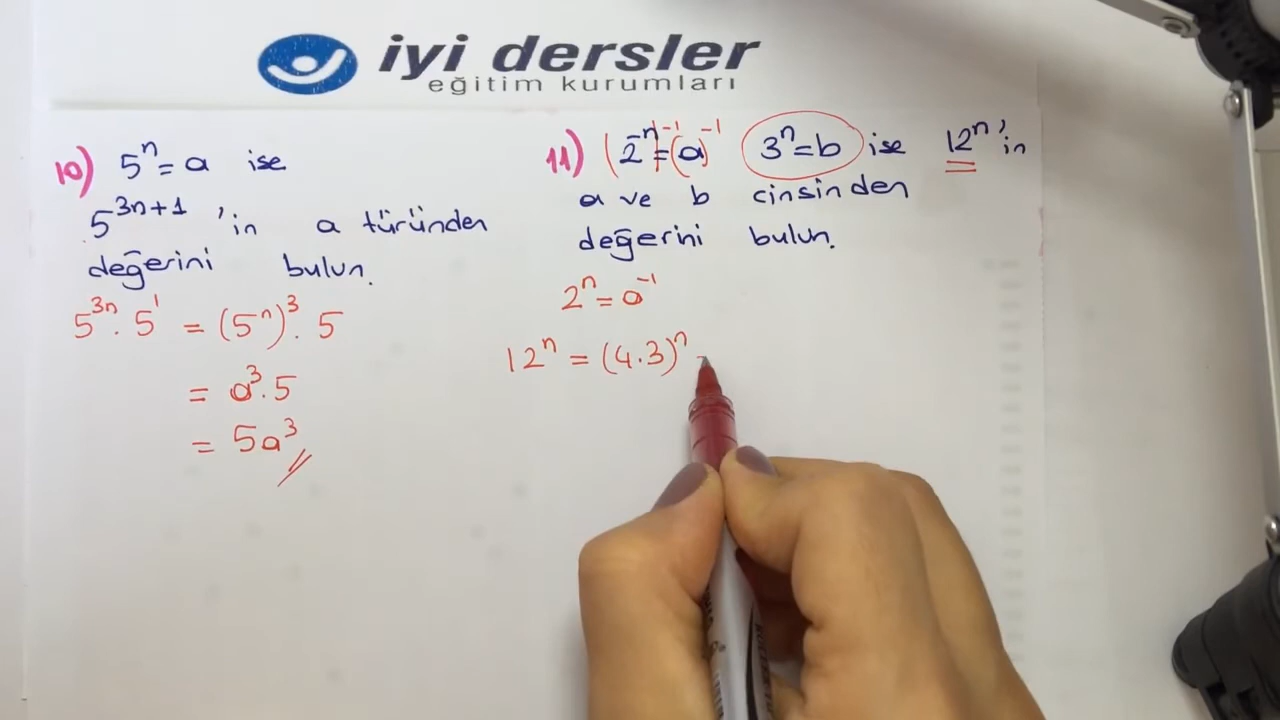 iyi dersler
eğitim kurumları
10) 5ⁿ = a ise
5³ⁿ⁺¹ 'in a türünden
değerini bulun.
5³ⁿ . 5¹ = (5ⁿ)³ . 5
= a³ . 5
= 5a³ //
11) (2⁻ⁿ)⁻¹ = (a)⁻¹ 3ⁿ = b ise 12ⁿ 'in
a ve b cinsinden
değerini bulun.
2ⁿ = a⁻¹
12ⁿ = (4.3)ⁿ